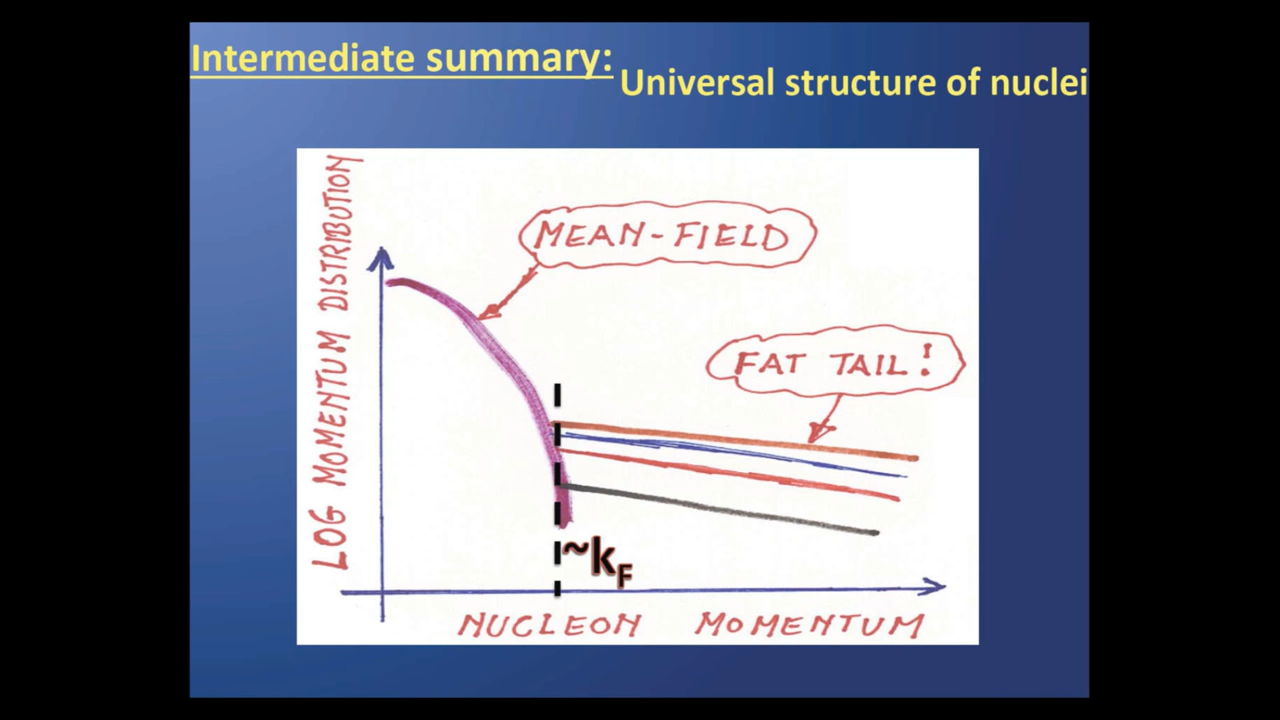 Intermediate summary:
Universal structure of nuclei
LOG MOMENTUM DISTRIBUTION
MEAN-FIELD
FAT TAIL!
~kF
NUCLEON MOMENTUM